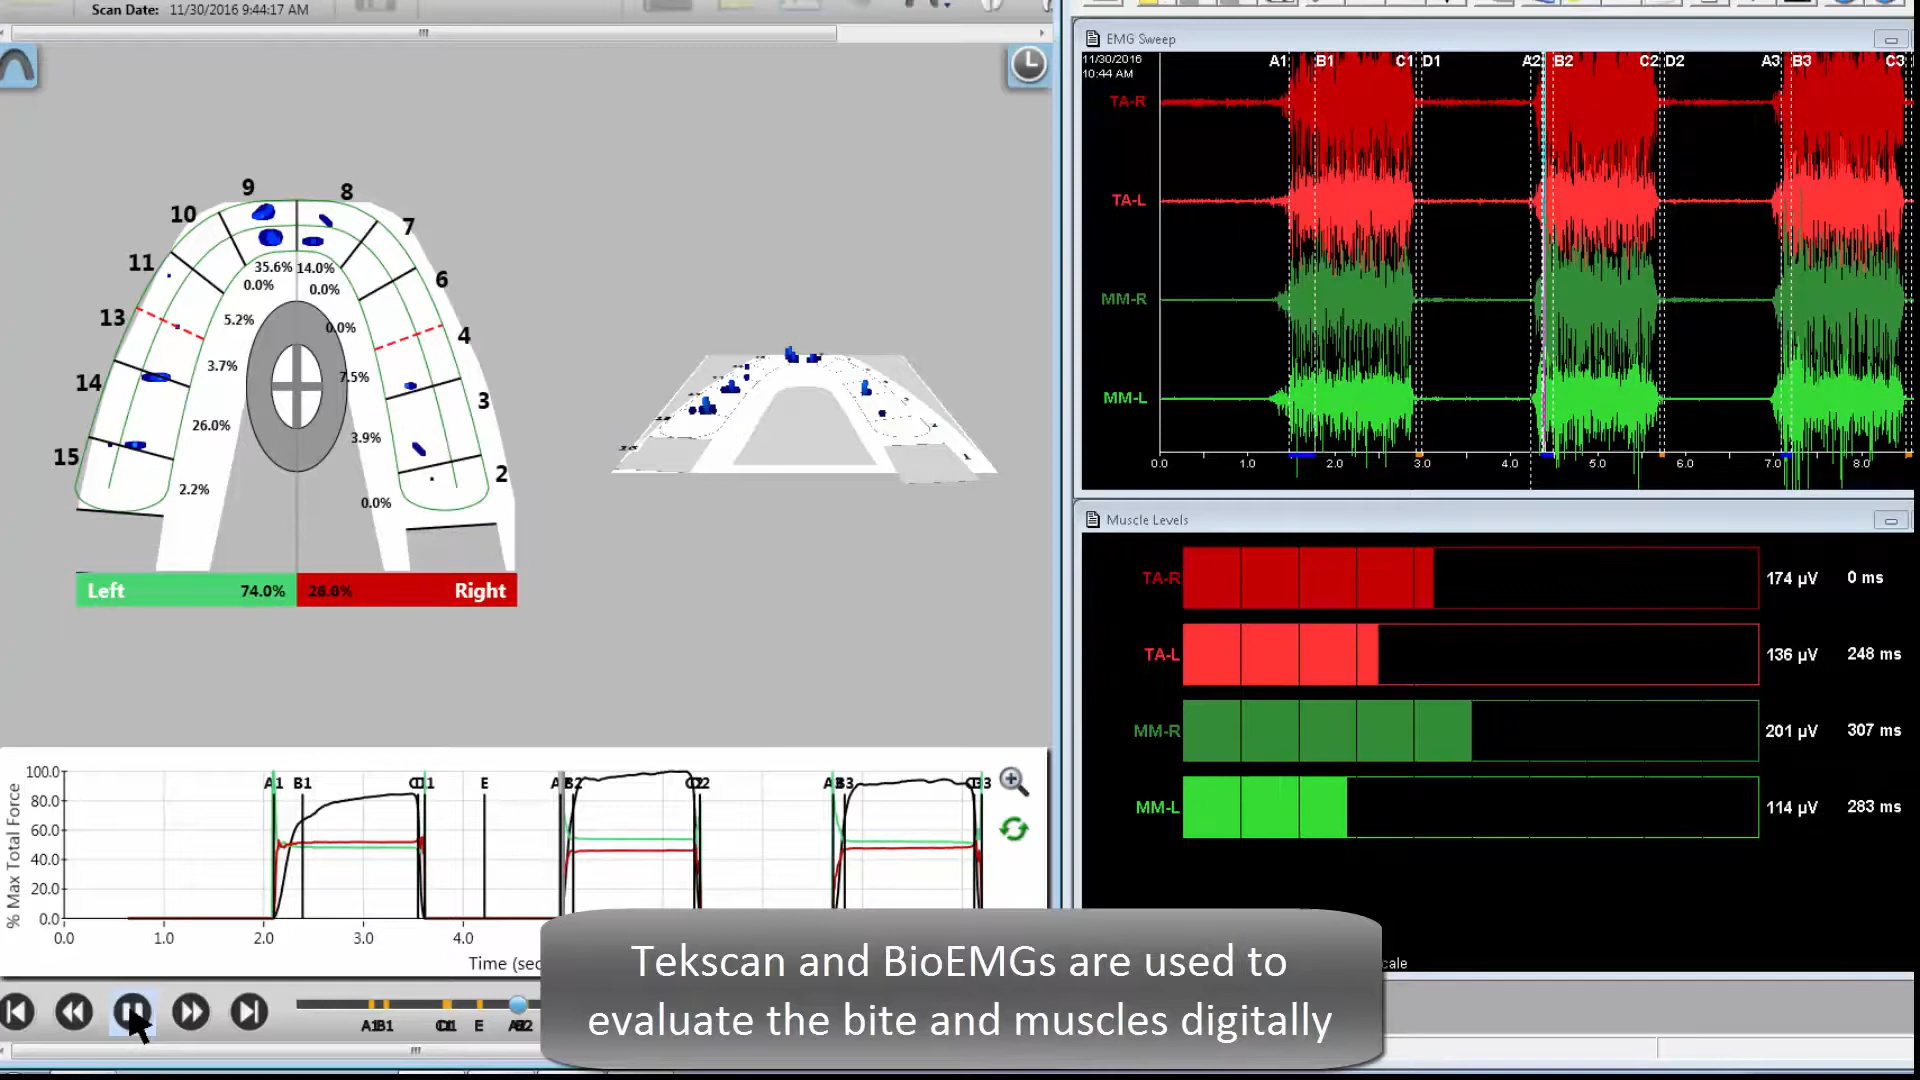 Scan Date: 11/30/2016 9:44:17 AM
9
8
10
7
11
6
13
4
14
3
15
2
35.6% 14.0%
0.0%
0.0%
5.2%
0.0%
3.7%
7.5%
26.0%
3.9%
2.2%
0.0%
Left 74.0% 26.0% Right
% Max Total Force
100.0
80.0
60.0
40.0
20.0
0.0
A1 B1 E
0.0 1.0 2.0 3.0 4.0
Time (sec
EMG Sweep
11/30/2016
10:44 AM
A1 B1 C1 D1 A2 B2 C2 D2 A3 B3 C3
TA-R
TA-L
MM-R
MM-L
0.0 1.0 2.0 3.0 4.0 5.0 6.0 7.0 8.0
Muscle Levels
TA-R 174 µV 0 ms
TA-L 136 µV 248 ms
MM-R 201 µV 307 ms
MM-L 114 µV 283 ms
cale
Tekscan and BioEMGs are used to
evaluate the bite and muscles digitally